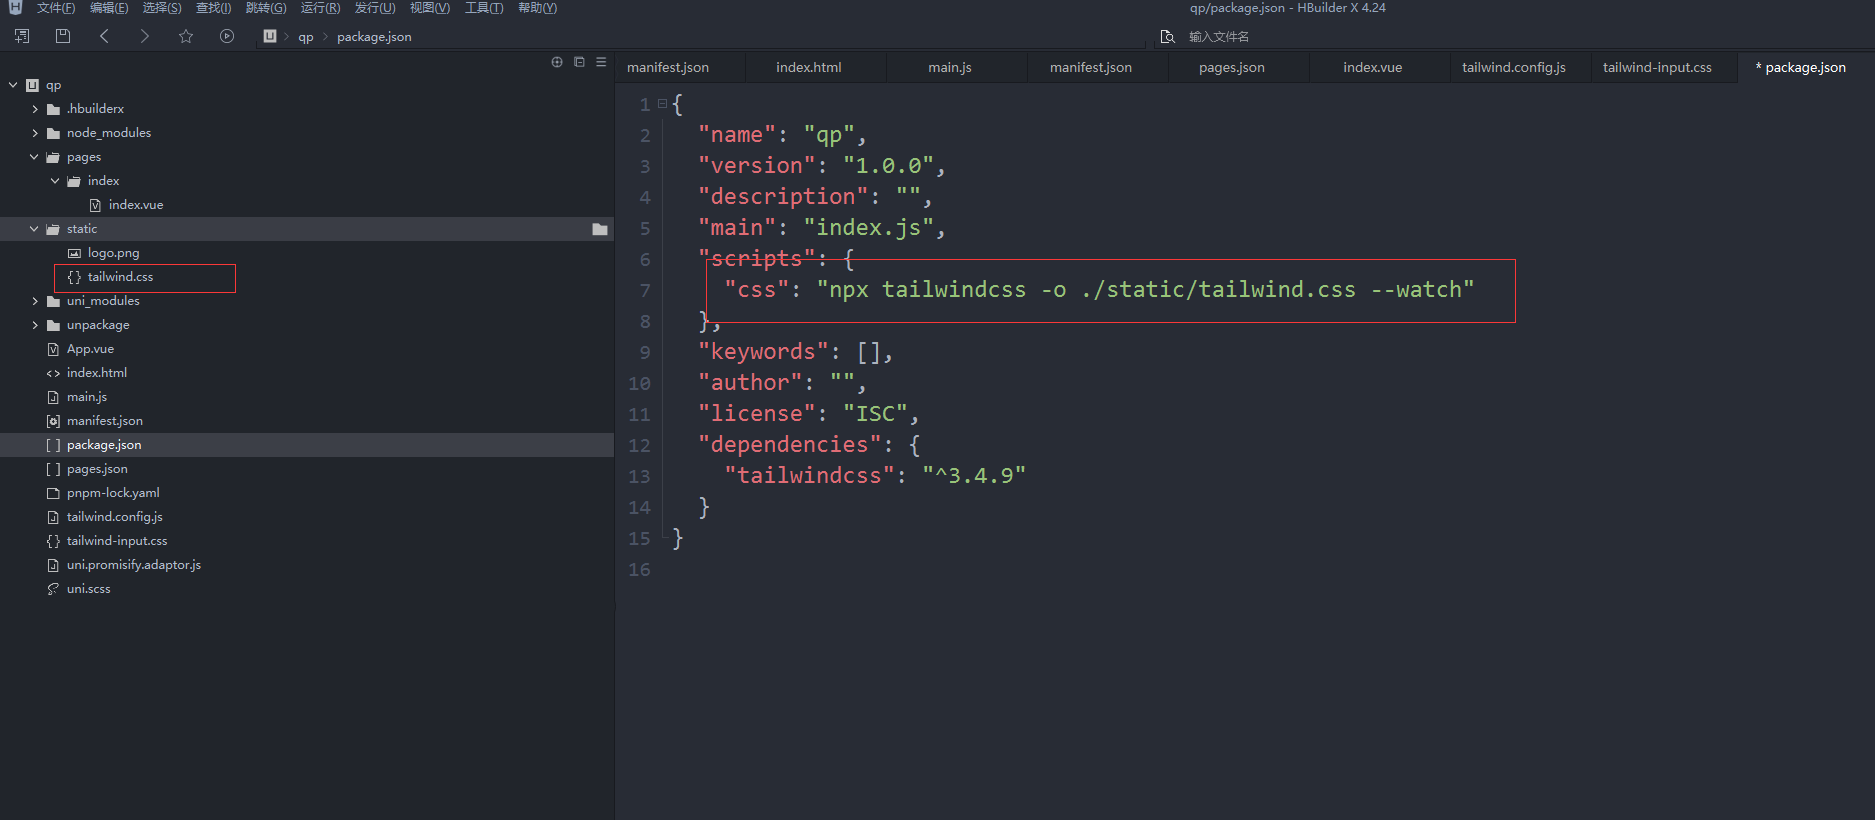 文件(F) 编辑(E) 选择(S) 查找(I) 跳转(G) 运行(R) 发行(U) 视图(V) 工具(T) 帮助(Y)
qp/package.json - HBuilder X 4.24
qp package.json
输入文件名
manifest.json index.html main.js manifest.json pages.json index.vue tailwind.config.js tailwind-input.css * package.json
qp
.hbuilderx
node_modules
pages
index
index.vue
static
logo.png
tailwind.css
uni_modules
unpackage
App.vue
index.html
main.js
manifest.json
package.json
pages.json
pnpm-lock.yaml
tailwind.config.js
tailwind-input.css
uni.promisify.adaptor.js
uni.scss
1 {
2 "name": "qp",
3 "version": "1.0.0",
4 "description": "",
5 "main": "index.js",
6 "scripts": {
7 "css": "npx tailwindcss -o ./static/tailwind.css --watch"
8 },
9 "keywords": [],
10 "author": "",
11 "license": "ISC",
12 "dependencies": {
13 "tailwindcss": "^3.4.9"
14 }
15 }
16